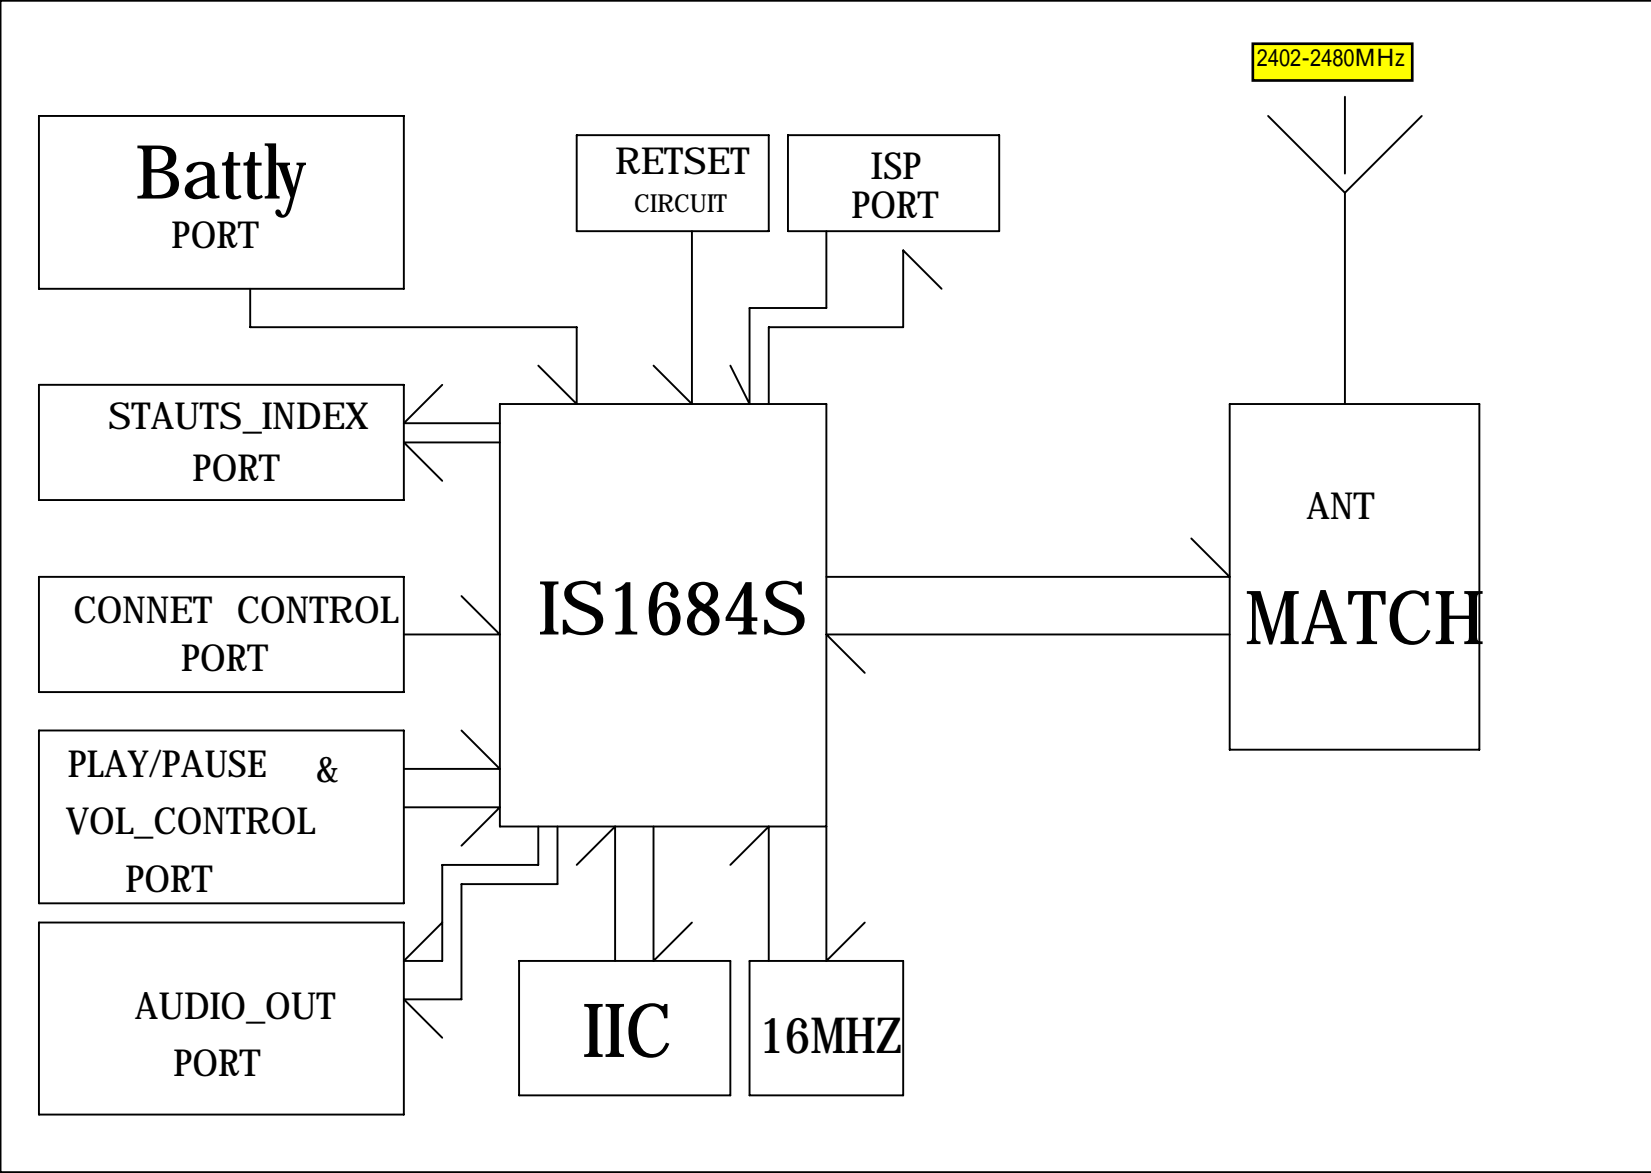 2402-2480MHz
Battly
PORT
RETSET
CIRCUIT
ISP
PORT
STAUTS_INDEX
PORT
CONNET CONTROL
PORT
PLAY/PAUSE &
VOL_CONTROL
PORT
AUDIO_OUT
PORT
IS1684S
IIC
16MHZ
ANT
MATCH